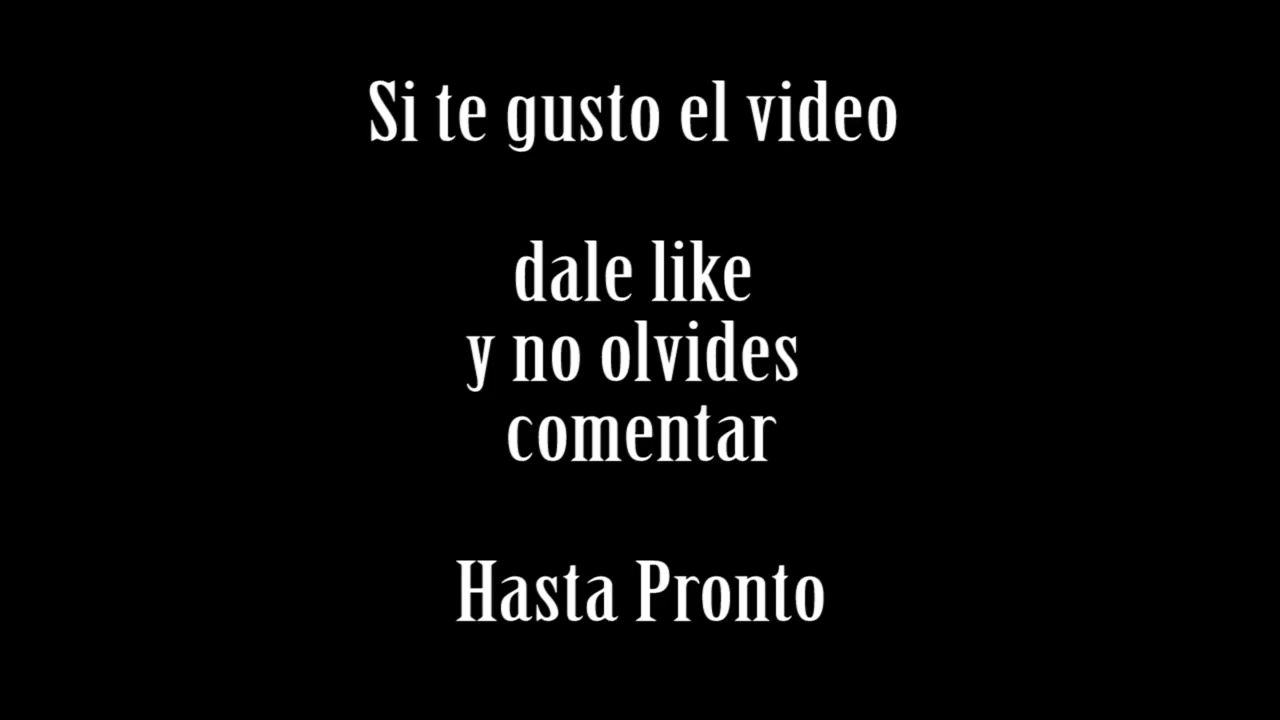 Si te gusto el video
dale like
y no olvides
comentar
Hasta Pronto